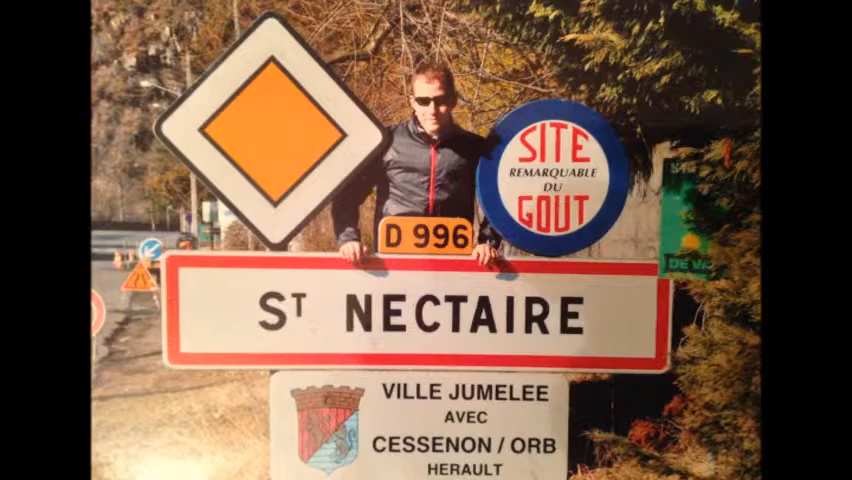 SITE
REMARQUABLE
DU
GOUT
D 996
Sᵀ NECTAIRE
VILLE JUMELEE
AVEC
CESSENON / ORB
HERAULT